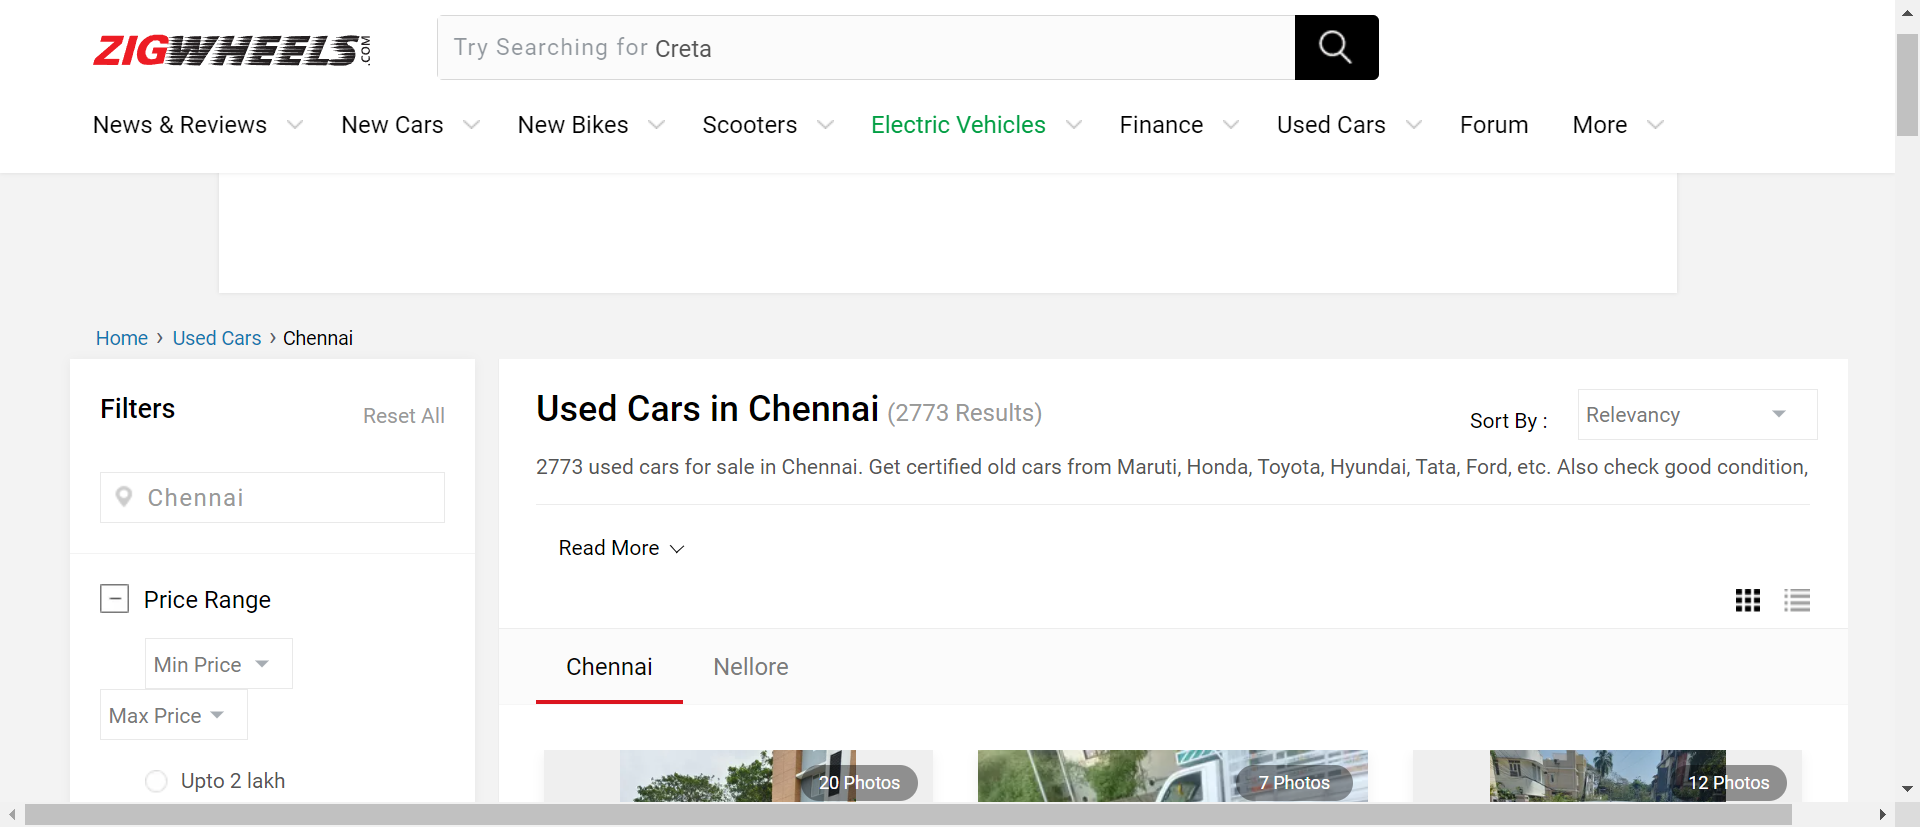 ZIGWHEELS.COM
Try Searching for Creta
News & Reviews New Cars New Bikes Scooters Electric Vehicles Finance Used Cars Forum More
Home › Used Cars › Chennai
Filters
Reset All
Chennai
Price Range
Min Price
Max Price
Upto 2 lakh
Used Cars in Chennai (2773 Results)
Sort By :
Relevancy
2773 used cars for sale in Chennai. Get certified old cars from Maruti, Honda, Toyota, Hyundai, Tata, Ford, etc. Also check good condition,
Read More
Chennai Nellore
20 Photos
7 Photos
12 Photos